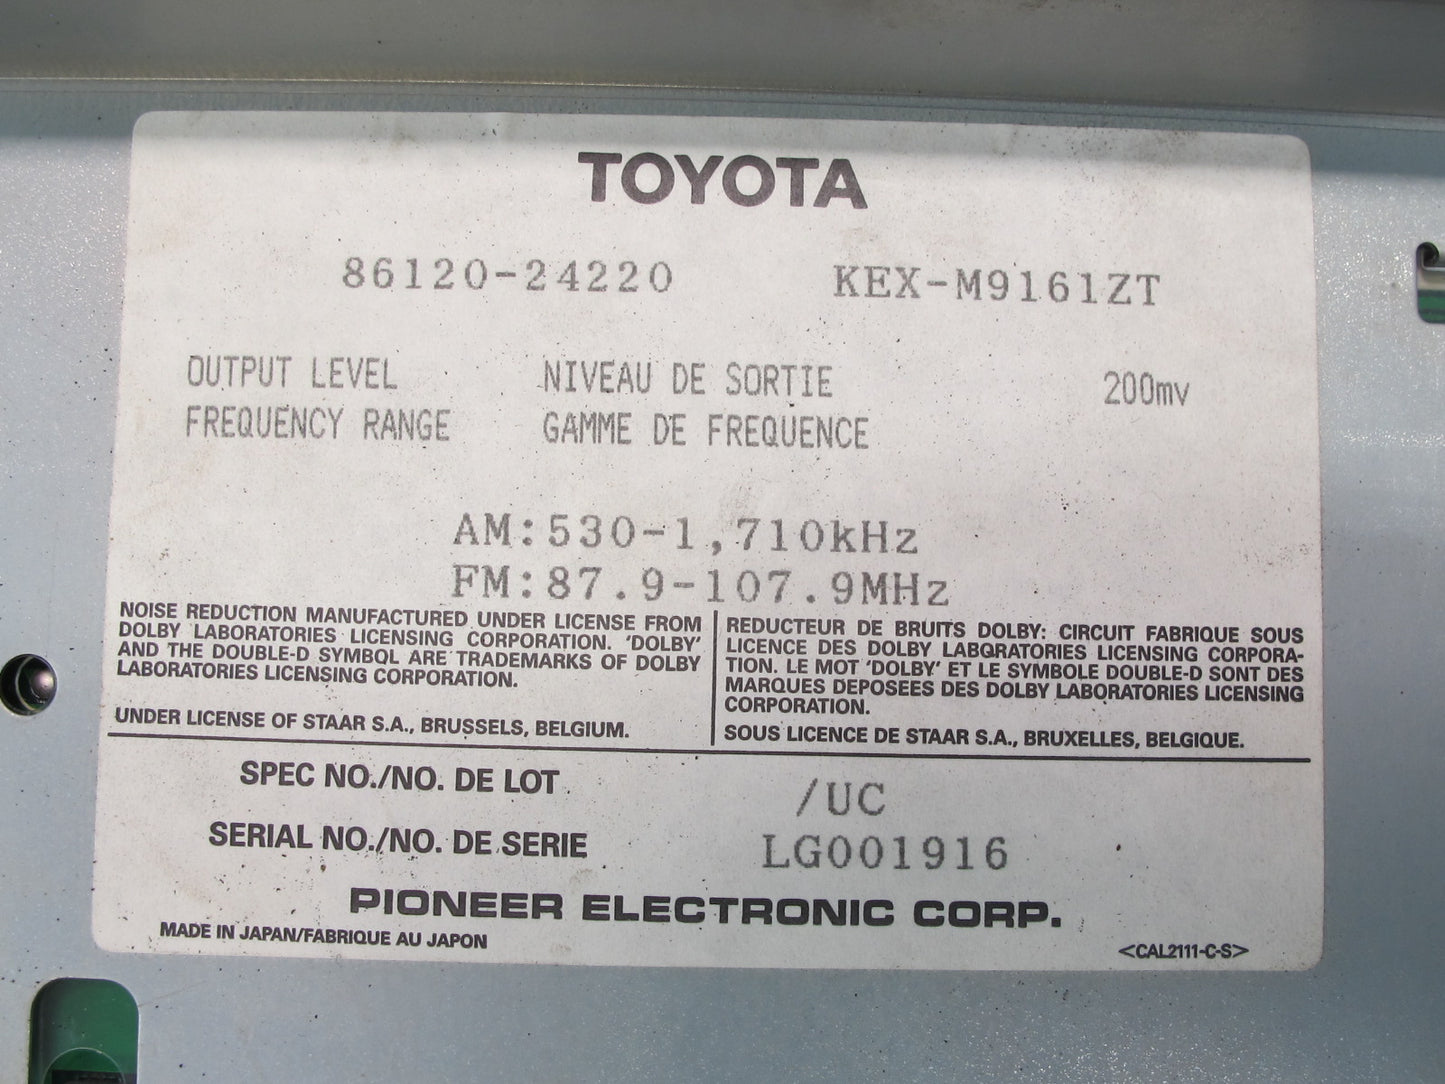 TOYOTA
86120-24220 KEX-M9161ZT
OUTPUT LEVEL NIVEAU DE SORTIE 200mv
FREQUENCY RANGE GAMME DE FREQUENCE
AM:530-1,710kHz
FM:87.9-107.9MHz
NOISE REDUCTION MANUFACTURED UNDER LICENSE FROM
DOLBY LABORATORIES LICENSING CORPORATION. 'DOLBY'
AND THE DOUBLE-D SYMBOL ARE TRADEMARKS OF DOLBY
LABORATORIES LICENSING CORPORATION.
UNDER LICENSE OF STAAR S.A., BRUSSELS, BELGIUM.
REDUCTEUR DE BRUITS DOLBY: CIRCUIT FABRIQUE SOUS
LICENCE DES DOLBY LABORATORIES LICENSING CORPORA-
TION. LE MOT 'DOLBY' ET LE SYMBOLE DOUBLE-D SONT DES
MARQUES DEPOSEES DES DOLBY LABORATORIES LICENSING
CORPORATION.
SOUS LICENCE DE STAAR S.A., BRUXELLES, BELGIQUE.
SPEC NO./NO. DE LOT /UC
SERIAL NO./NO. DE SERIE LG001916
PIONEER ELECTRONIC CORP.
MADE IN JAPAN/FABRIQUE AU JAPON <CAL2111-C-S>